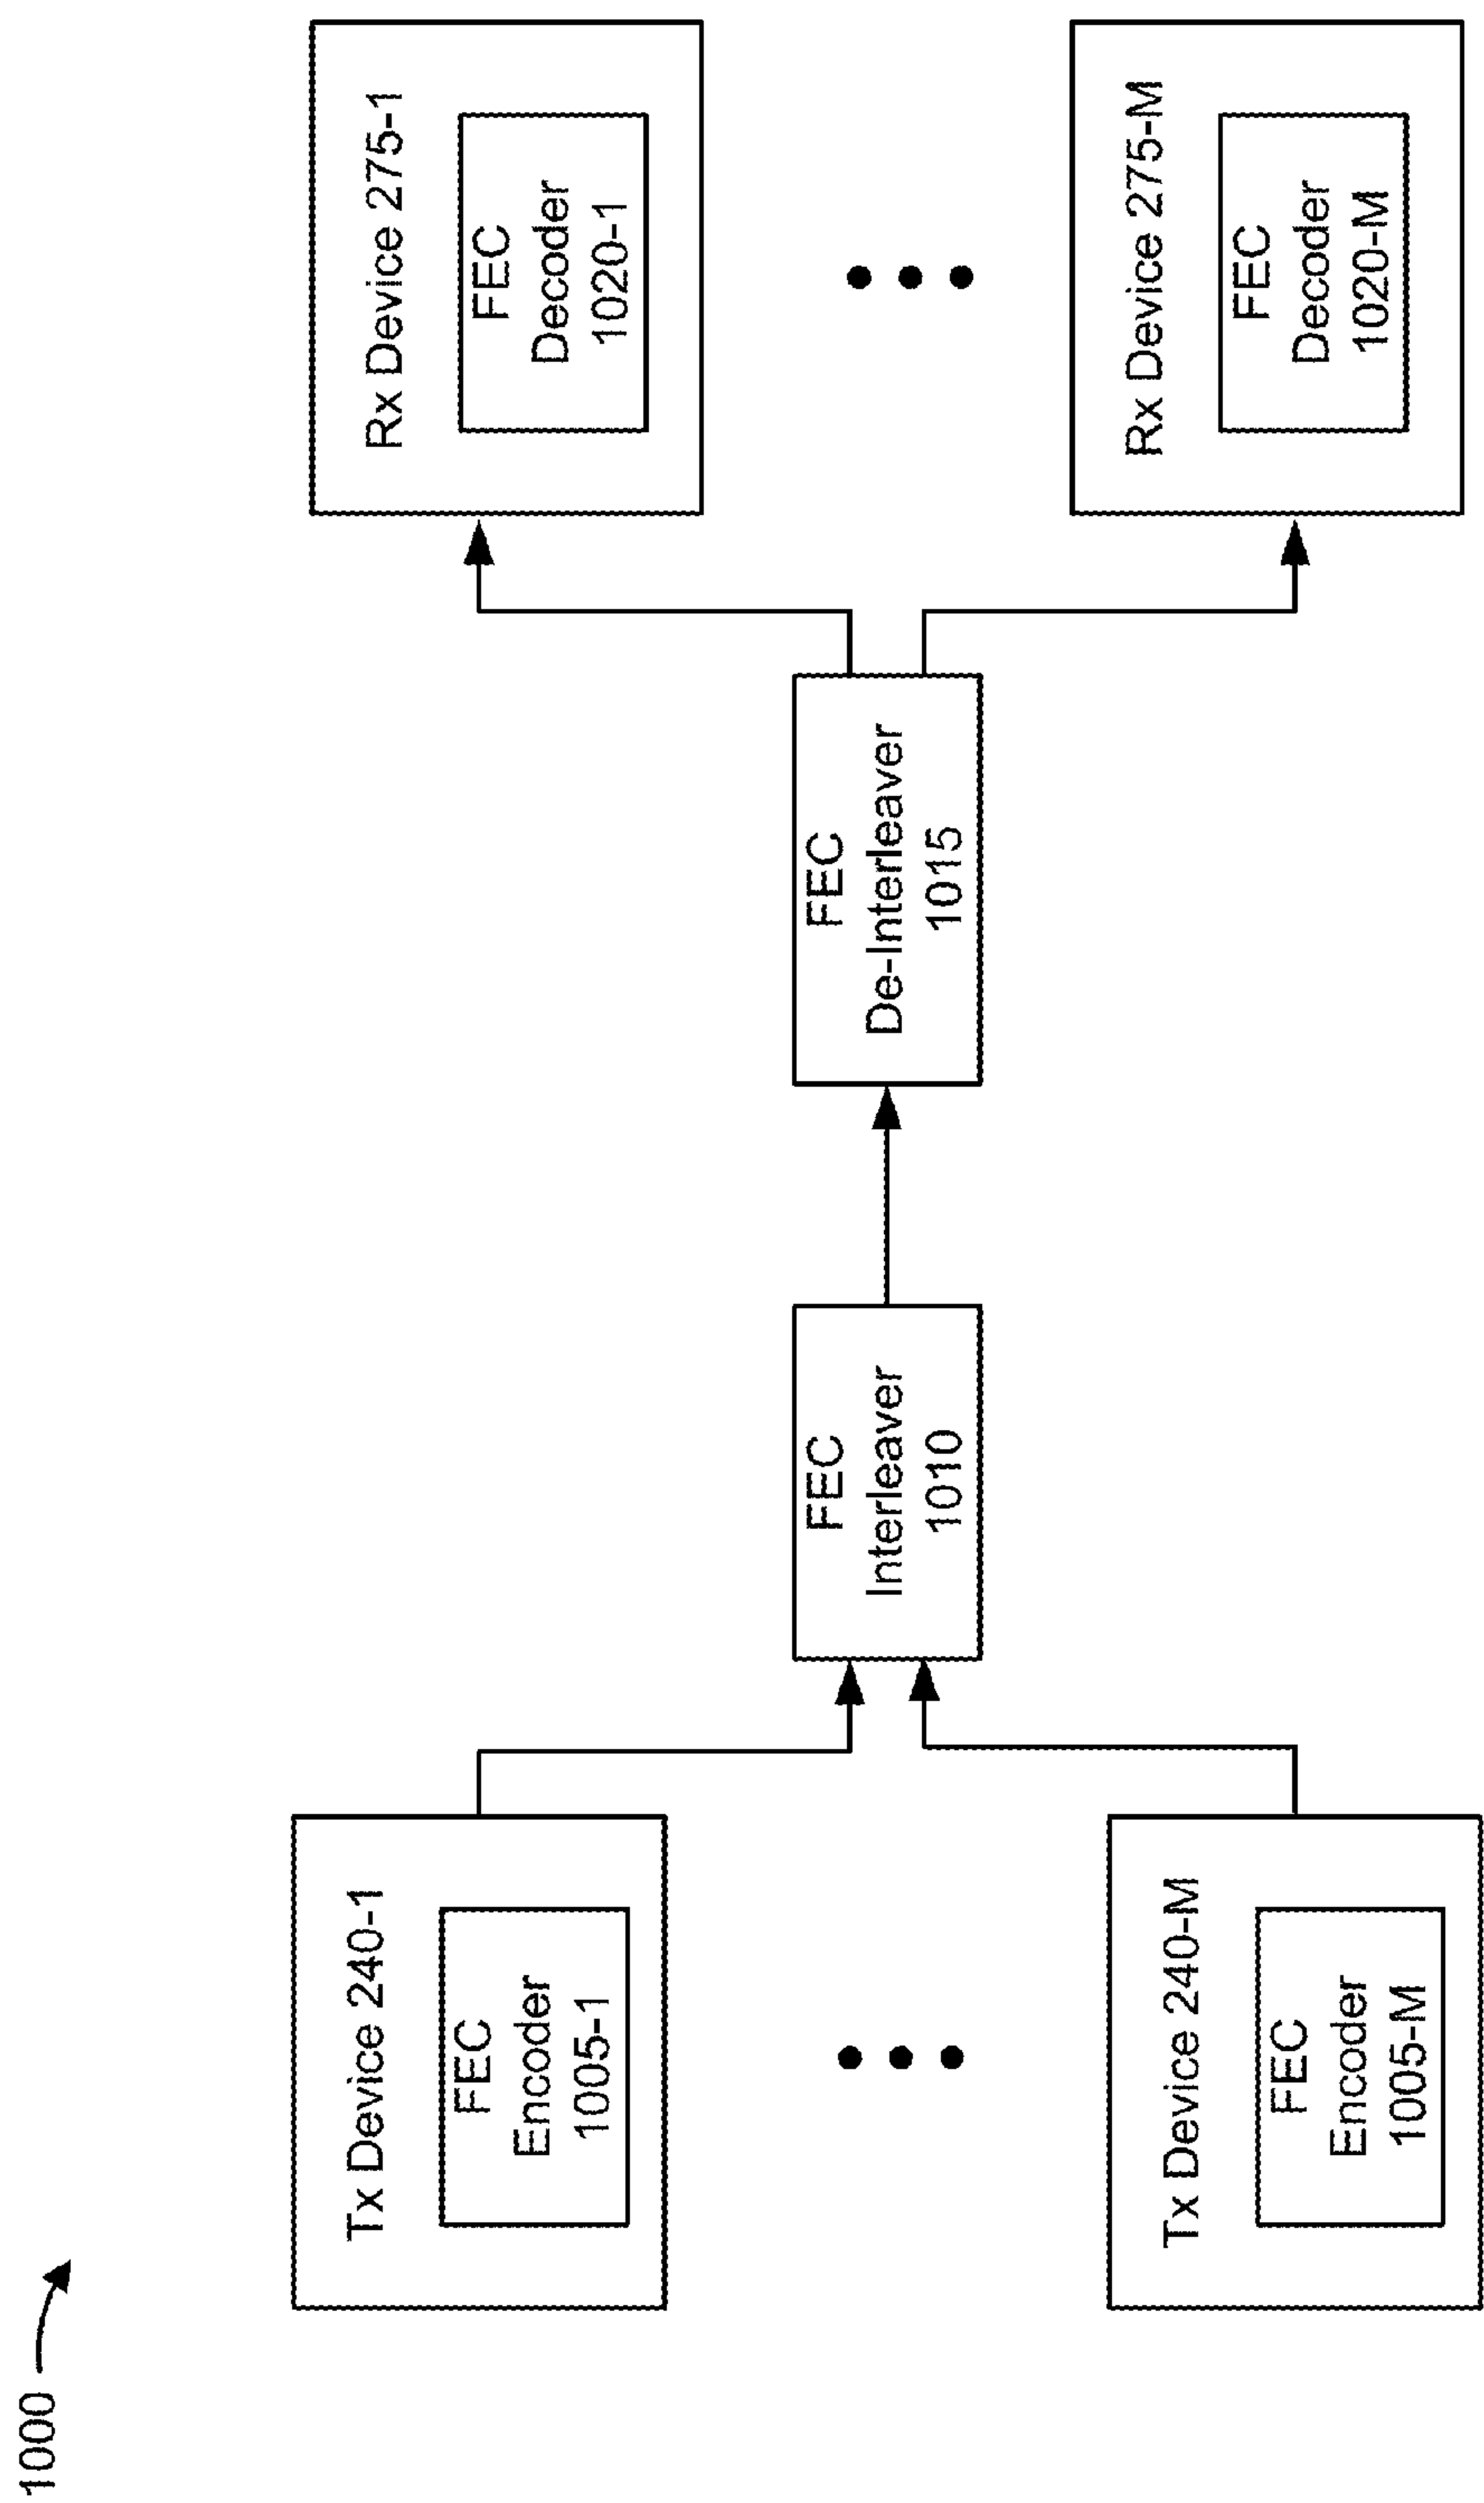 1000
Tx Device 240-1
FEC
Encoder
1005-1
Tx Device 240-M
FEC
Encoder
1005-M
FEC
Interleaver
1010
FEC
De-Interleaver
1015
Rx Device 275-1
FEC
Decoder
1020-1
Rx Device 275-M
FEC
Decoder
1020-M